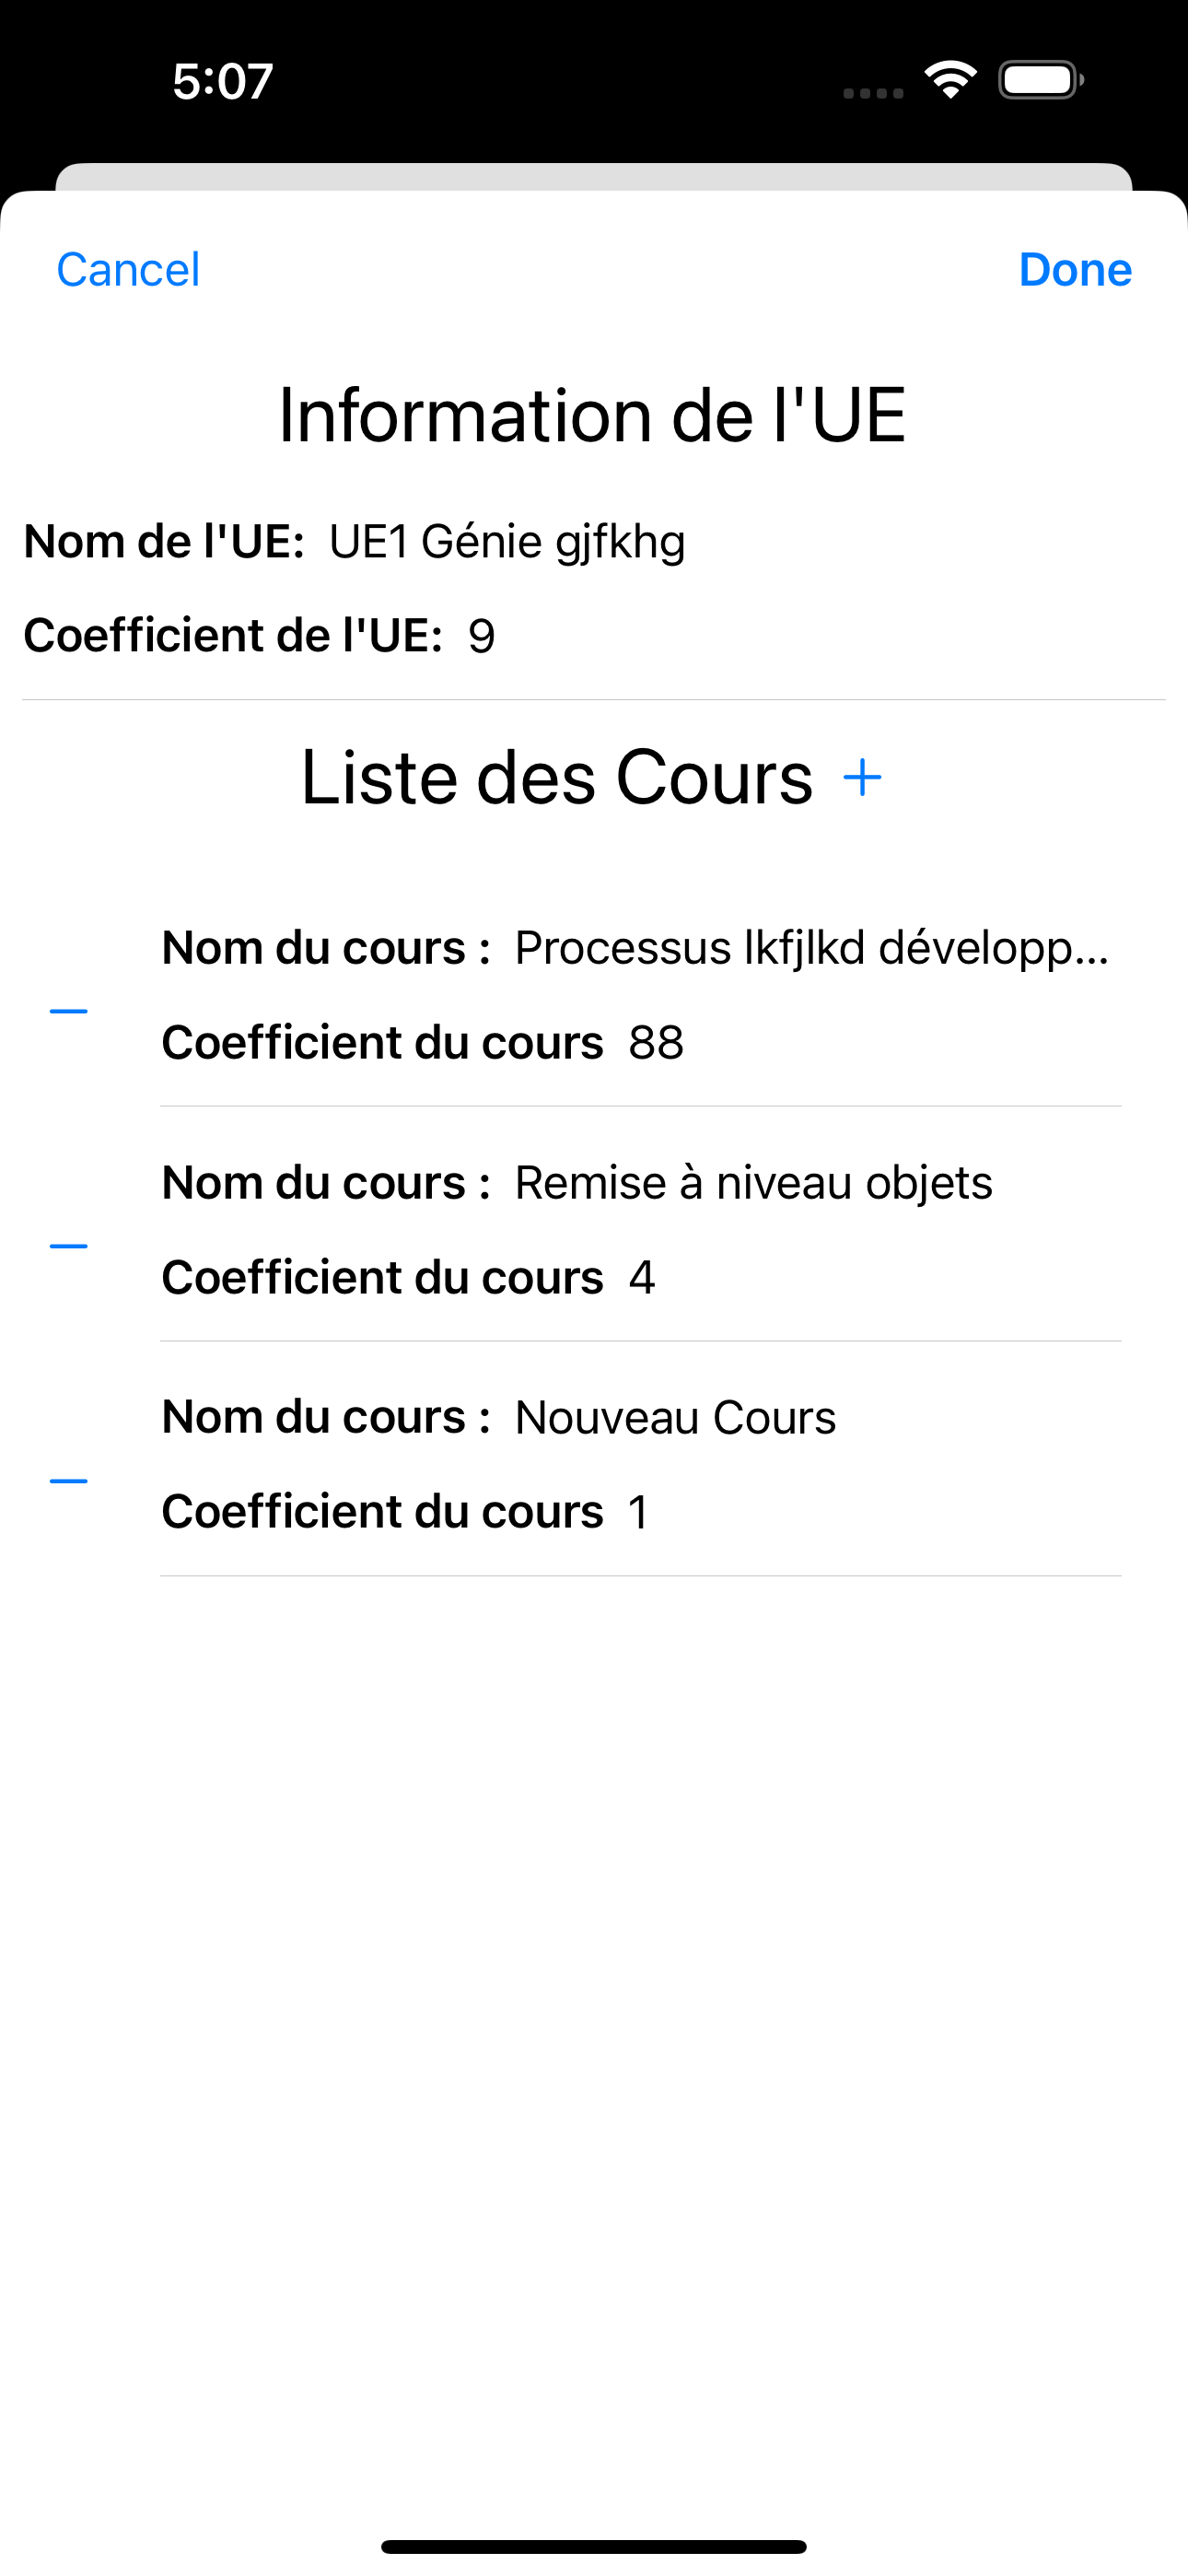 5:07
Cancel Done
Information de l'UE
Nom de l'UE: UE1 Génie gjfkhg
Coefficient de l'UE: 9
Liste des Cours +
Nom du cours : Processus lkfjlkd développ...
Coefficient du cours 88
Nom du cours : Remise à niveau objets
Coefficient du cours 4
Nom du cours : Nouveau Cours
Coefficient du cours 1